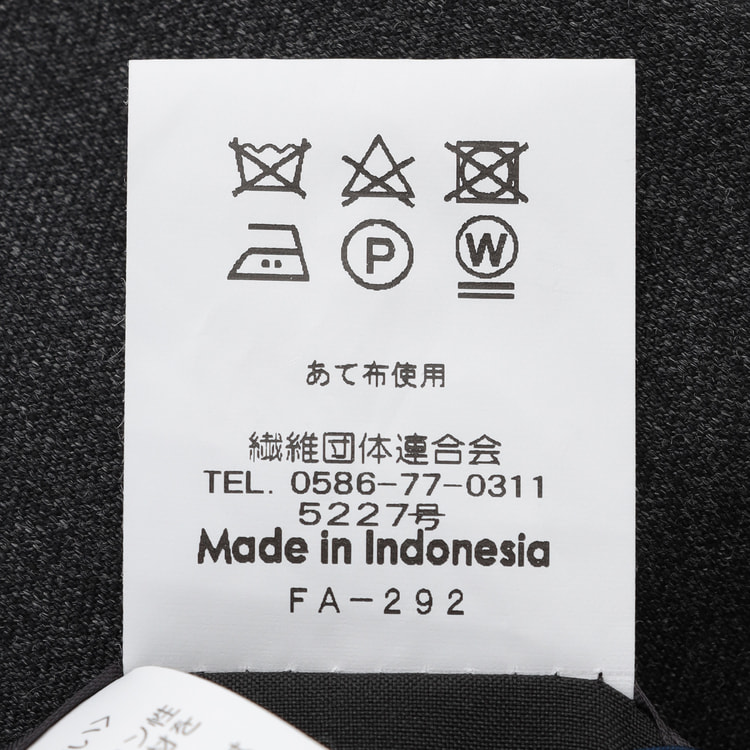 P
W
あて布使用
繊維団体連合会
TEL. 0586-77-0311
5227号
Made in Indonesia
FA-292